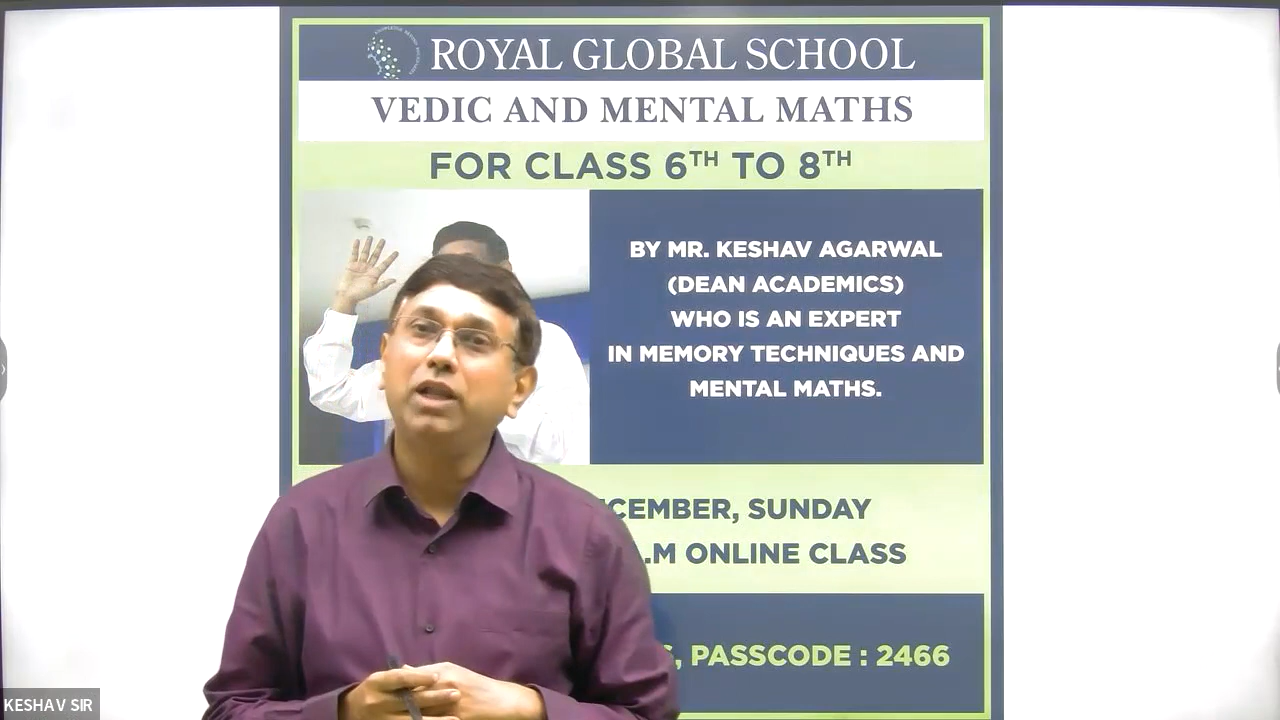 ROYAL GLOBAL SCHOOL
VEDIC AND MENTAL MATHS
FOR CLASS 6TH TO 8TH
BY MR. KESHAV AGARWAL
(DEAN ACADEMICS)
WHO IS AN EXPERT
IN MEMORY TECHNIQUES AND
MENTAL MATHS.
CEMBER, SUNDAY
.M ONLINE CLASS
, PASSCODE : 2466
KESHAV SIR